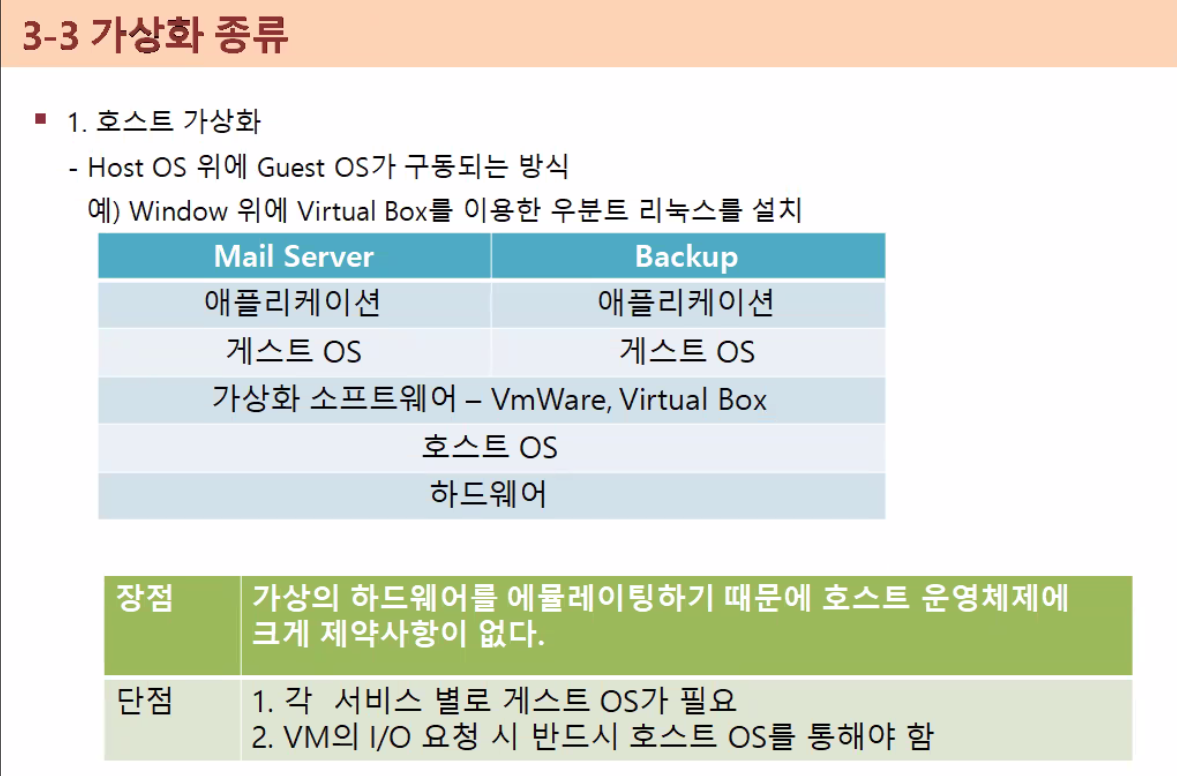 3-3 가상화 종류
1. 호스트 가상화
- Host OS 위에 Guest OS가 구동되는 방식
예) Window 위에 Virtual Box를 이용한 우분트 리눅스를 설치
Mail Server Backup
애플리케이션 애플리케이션
게스트 OS 게스트 OS
가상화 소프트웨어 – VmWare, Virtual Box
호스트 OS
하드웨어
장점 가상의 하드웨어를 에뮬레이팅하기 때문에 호스트 운영체제에
크게 제약사항이 없다.
단점 1. 각 서비스 별로 게스트 OS가 필요
2. VM의 I/O 요청 시 반드시 호스트 OS를 통해야 함